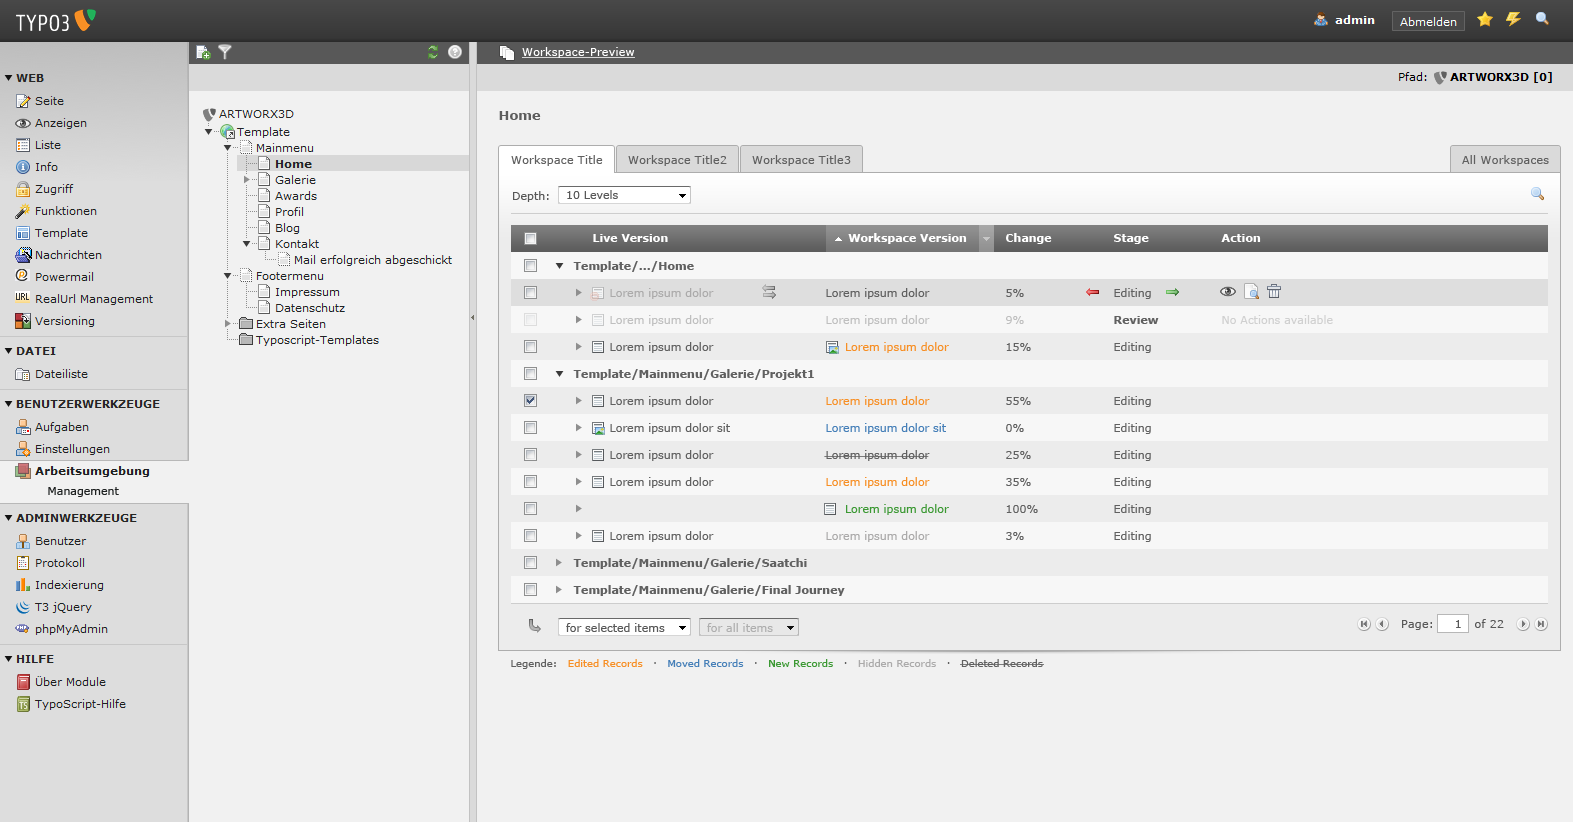 TYPO3
admin
Abmelden
Workspace-Preview
Pfad: ARTWORX3D [0]
WEB
Seite
Anzeigen
Liste
Info
Zugriff
Funktionen
Template
Nachrichten
Powermail
URL RealUrl Management
Versioning
DATEI
Dateiliste
BENUTZERWERKZEUGE
Aufgaben
Einstellungen
Arbeitsumgebung
Management
ADMINWERKZEUGE
Benutzer
Protokoll
Indexierung
T3 jQuery
phpMyAdmin
HILFE
Über Module
TS TypoScript-Hilfe
ARTWORX3D
Template
Mainmenu
Home
Galerie
Awards
Profil
Blog
Kontakt
Mail erfolgreich abgeschickt
Footermenu
Impressum
Datenschutz
Extra Seiten
Typoscript-Templates
Home
Workspace Title Workspace Title2 Workspace Title3 All Workspaces
Depth: 10 Levels
Live Version Workspace Version Change Stage Action
Template/.../Home
Lorem ipsum dolor Lorem ipsum dolor 5% Editing
Lorem ipsum dolor Lorem ipsum dolor 9% Review No Actions available
Lorem ipsum dolor Lorem ipsum dolor 15% Editing
Template/Mainmenu/Galerie/Projekt1
Lorem ipsum dolor Lorem ipsum dolor 55% Editing
Lorem ipsum dolor sit Lorem ipsum dolor sit 0% Editing
Lorem ipsum dolor Lorem ipsum dolor 25% Editing
Lorem ipsum dolor Lorem ipsum dolor 35% Editing
Lorem ipsum dolor 100% Editing
Lorem ipsum dolor Lorem ipsum dolor 3% Editing
Template/Mainmenu/Galerie/Saatchi
Template/Mainmenu/Galerie/Final Journey
for selected items for all items Page: 1 of 22
Legende: Edited Records · Moved Records · New Records · Hidden Records · Deleted Records